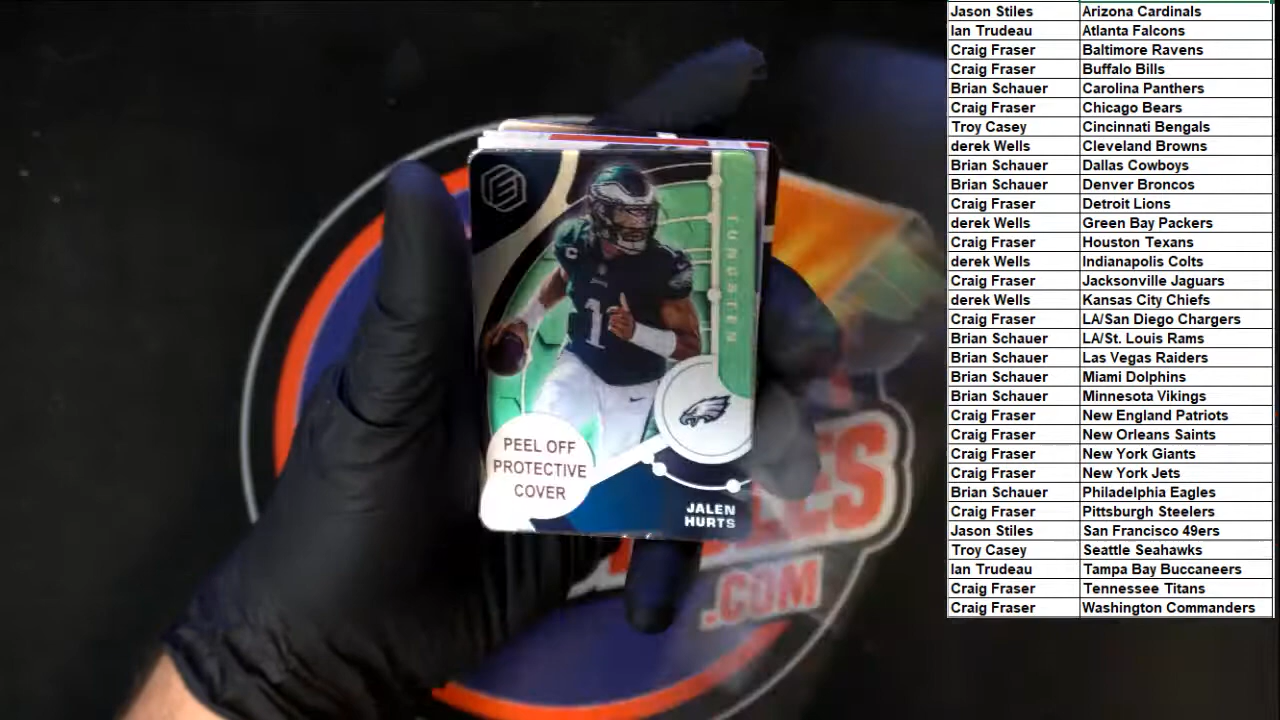 TUNGSTEN
1
PEEL OFF
PROTECTIVE
COVER
JALEN
HURTS
.COM
Jason Stiles Arizona Cardinals
Ian Trudeau Atlanta Falcons
Craig Fraser Baltimore Ravens
Craig Fraser Buffalo Bills
Brian Schauer Carolina Panthers
Craig Fraser Chicago Bears
Troy Casey Cincinnati Bengals
derek Wells Cleveland Browns
Brian Schauer Dallas Cowboys
Brian Schauer Denver Broncos
Craig Fraser Detroit Lions
derek Wells Green Bay Packers
Craig Fraser Houston Texans
derek Wells Indianapolis Colts
Craig Fraser Jacksonville Jaguars
derek Wells Kansas City Chiefs
Craig Fraser LA/San Diego Chargers
Brian Schauer LA/St. Louis Rams
Brian Schauer Las Vegas Raiders
Brian Schauer Miami Dolphins
Brian Schauer Minnesota Vikings
Craig Fraser New England Patriots
Craig Fraser New Orleans Saints
Craig Fraser New York Giants
Craig Fraser New York Jets
Brian Schauer Philadelphia Eagles
Craig Fraser Pittsburgh Steelers
Jason Stiles San Francisco 49ers
Troy Casey Seattle Seahawks
Ian Trudeau Tampa Bay Buccaneers
Craig Fraser Tennessee Titans
Craig Fraser Washington Commanders